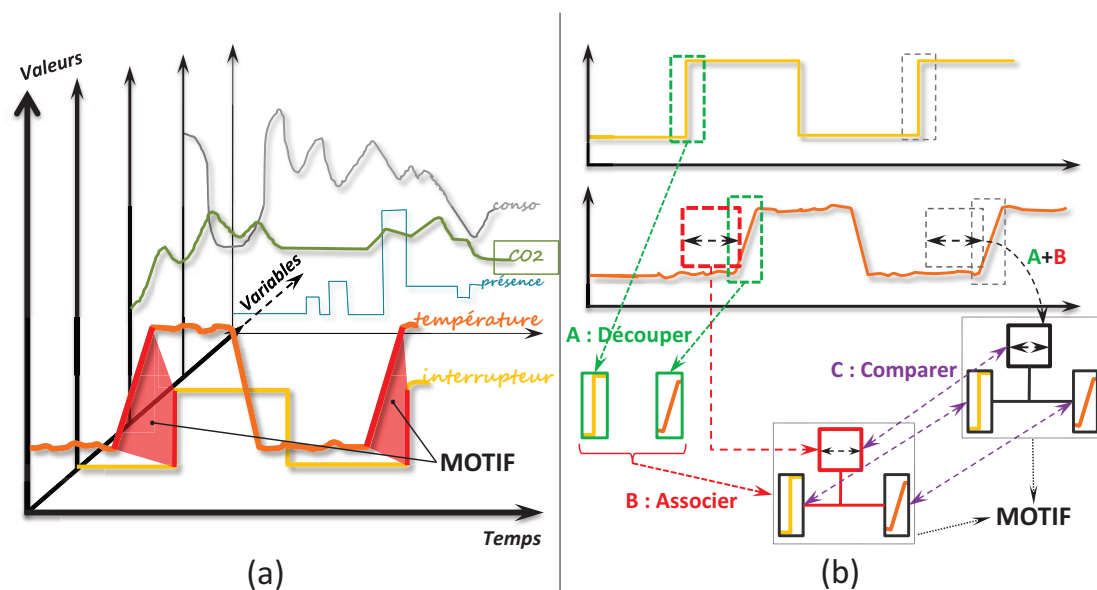 Valeurs
conso
CO2
Variables
présence
température
interrupteur
MOTIF
Temps
(a)
A+B
A : Découper
C : Comparer
B : Associer
MOTIF
(b)